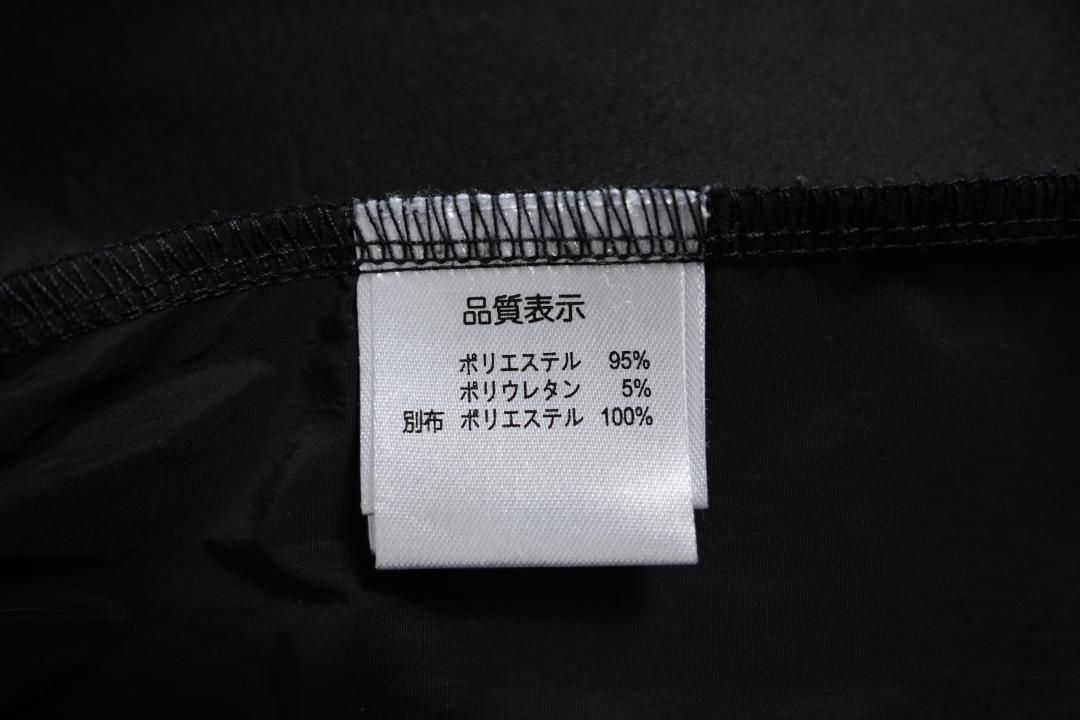 品質表示
ポリエステル 95%
ポリウレタン 5%
別布 ポリエステル 100%